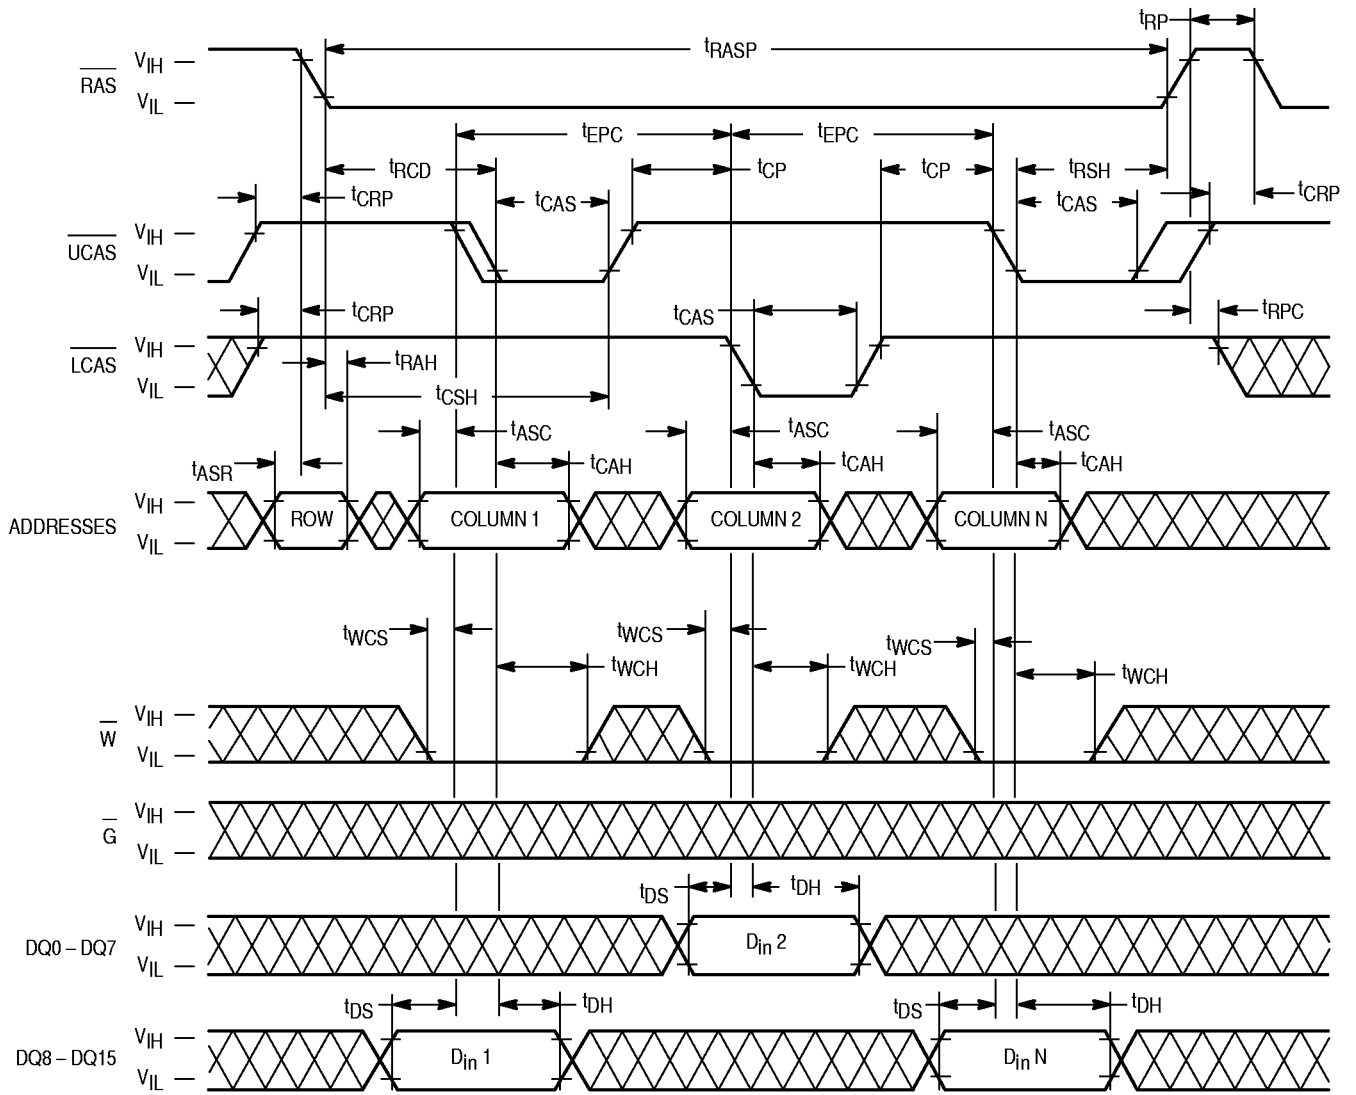 tRP
tRASP
RAS
VIH
VIL
tEPC
tEPC
tRCD
tCP
tCP
tRSH
tCRP
tCAS
tCAS
tCRP
UCAS
VIH
VIL
tCRP
tCAS
tRPC
LCAS
VIH
VIL
tRAH
tCSH
tASC
tASC
tASC
tASR
tCAH
tCAH
tCAH
ADDRESSES
VIH
VIL
ROW
COLUMN 1
COLUMN 2
COLUMN N
tWCS
tWCS
tWCS
tWCH
tWCH
tWCH
W
VIH
VIL
G
VIH
VIL
tDS
tDH
DQ0 – DQ7
VIH
VIL
Din 2
tDS
tDH
tDS
tDH
DQ8 – DQ15
VIH
VIL
Din 1
Din N